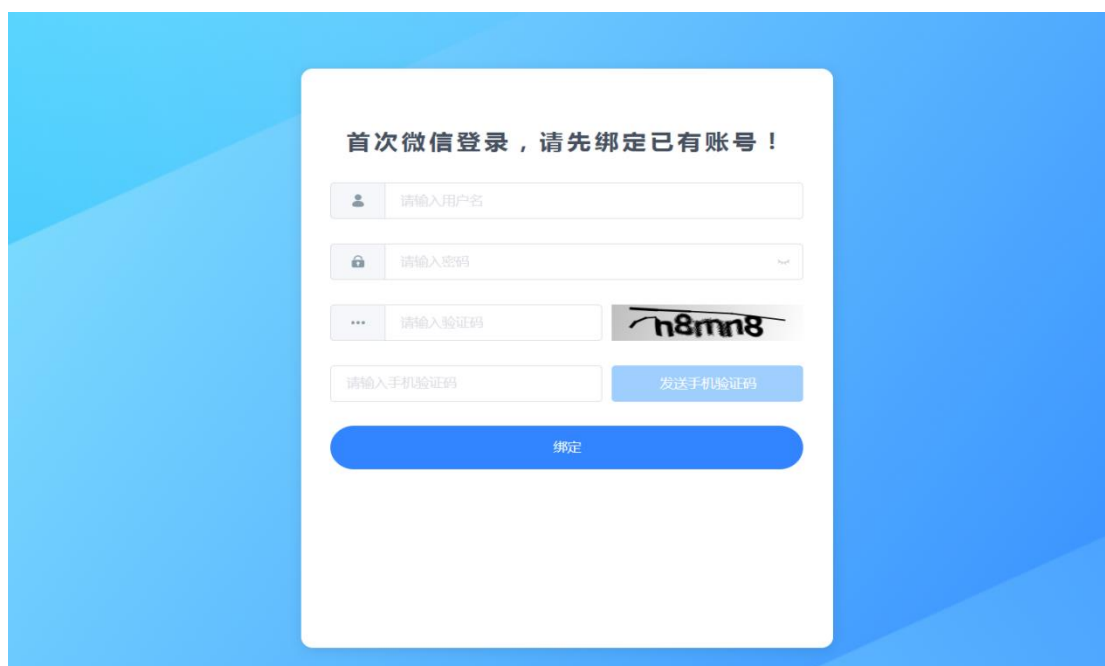 首次微信登录，请先绑定已有账号！
请输入用户名
请输入密码
请输入验证码
h8mn8
请输入手机验证码
发送手机验证码
绑定